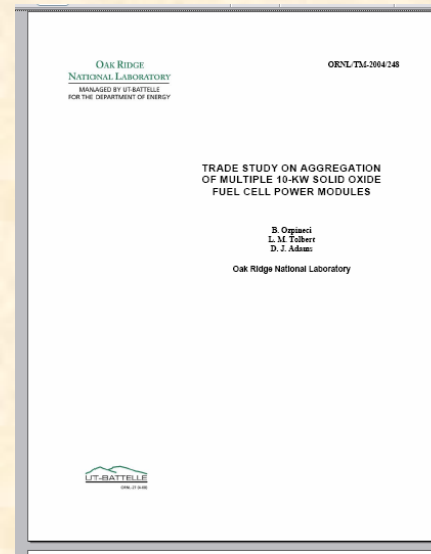 OAK RIDGE
NATIONAL LABORATORY
MANAGED BY UT-BATTELLE
FOR THE DEPARTMENT OF ENERGY
ORNL/TM-2004/248
TRADE STUDY ON AGGREGATION
OF MULTIPLE 10-KW SOLID OXIDE
FUEL CELL POWER MODULES
B. Ozpineci
L. M. Tolbert
D. J. Adams
Oak Ridge National Laboratory
UT-BATTELLE